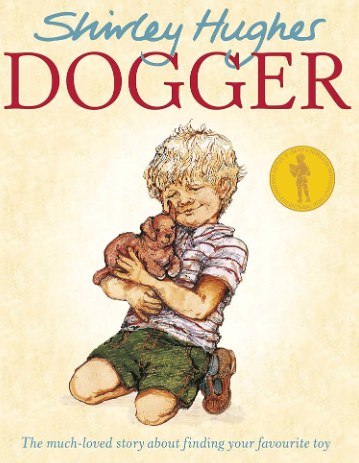 Shirley Hughes
DOGGER
The much-loved story about finding your favourite toy